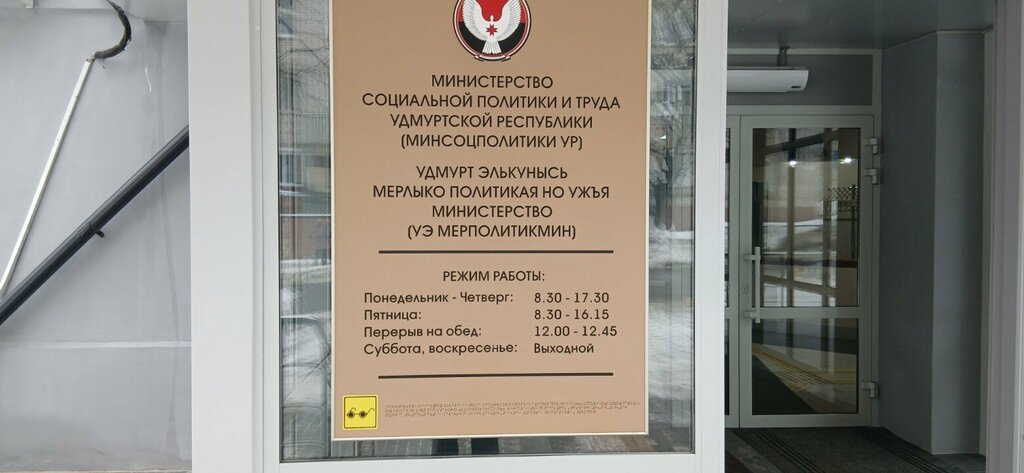 МИНИСТЕРСТВО
СОЦИАЛЬНОЙ ПОЛИТИКИ И ТРУДА
УДМУРТСКОЙ РЕСПУБЛИКИ
(МИНСОЦПОЛИТИКИ УР)
УДМУРТ ЭЛЬКУНЫСЬ
МЕРЛЫКО ПОЛИТИКАЯ НО УЖЪЯ
МИНИСТЕРСТВО
(УЭ МЕРПОЛИТИКМИН)
РЕЖИМ РАБОТЫ:
Понедельник - Четверг: 8.30 - 17.30
Пятница: 8.30 - 16.15
Перерыв на обед: 12.00 - 12.45
Суббота, воскресенье: Выходной